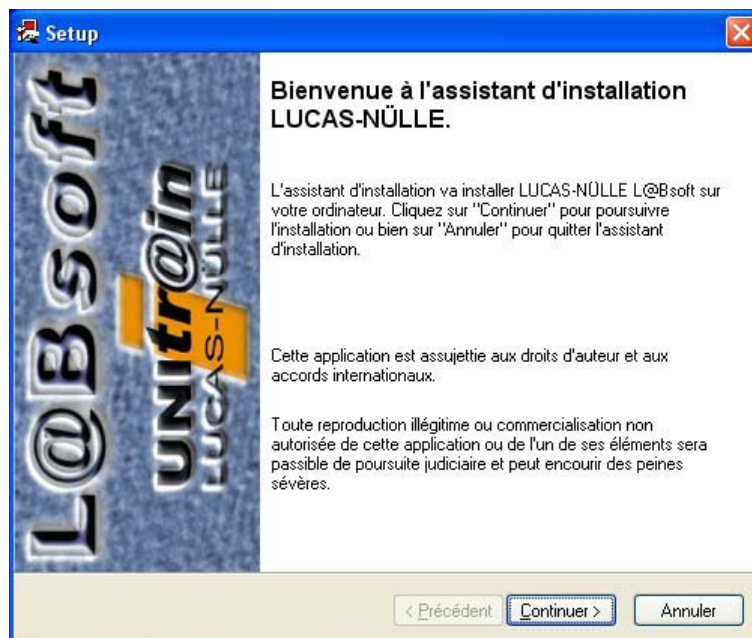 Setup
L@Bsoft
UNItr@in
LUCAS-NÜLLE
Bienvenue à l'assistant d'installation
LUCAS-NÜLLE.
L'assistant d'installation va installer LUCAS-NÜLLE L@Bsoft sur
votre ordinateur. Cliquez sur "Continuer" pour poursuivre
l'installation ou bien sur "Annuler" pour quitter l'assistant
d'installation.
Cette application est assujettie aux droits d'auteur et aux
accords internationaux.
Toute reproduction illégitime ou commercialisation non
autorisée de cette application ou de l'un de ses éléments sera
passible de poursuite judiciaire et peut encourir des peines
sévères.
< Précédent
Continuer >
Annuler